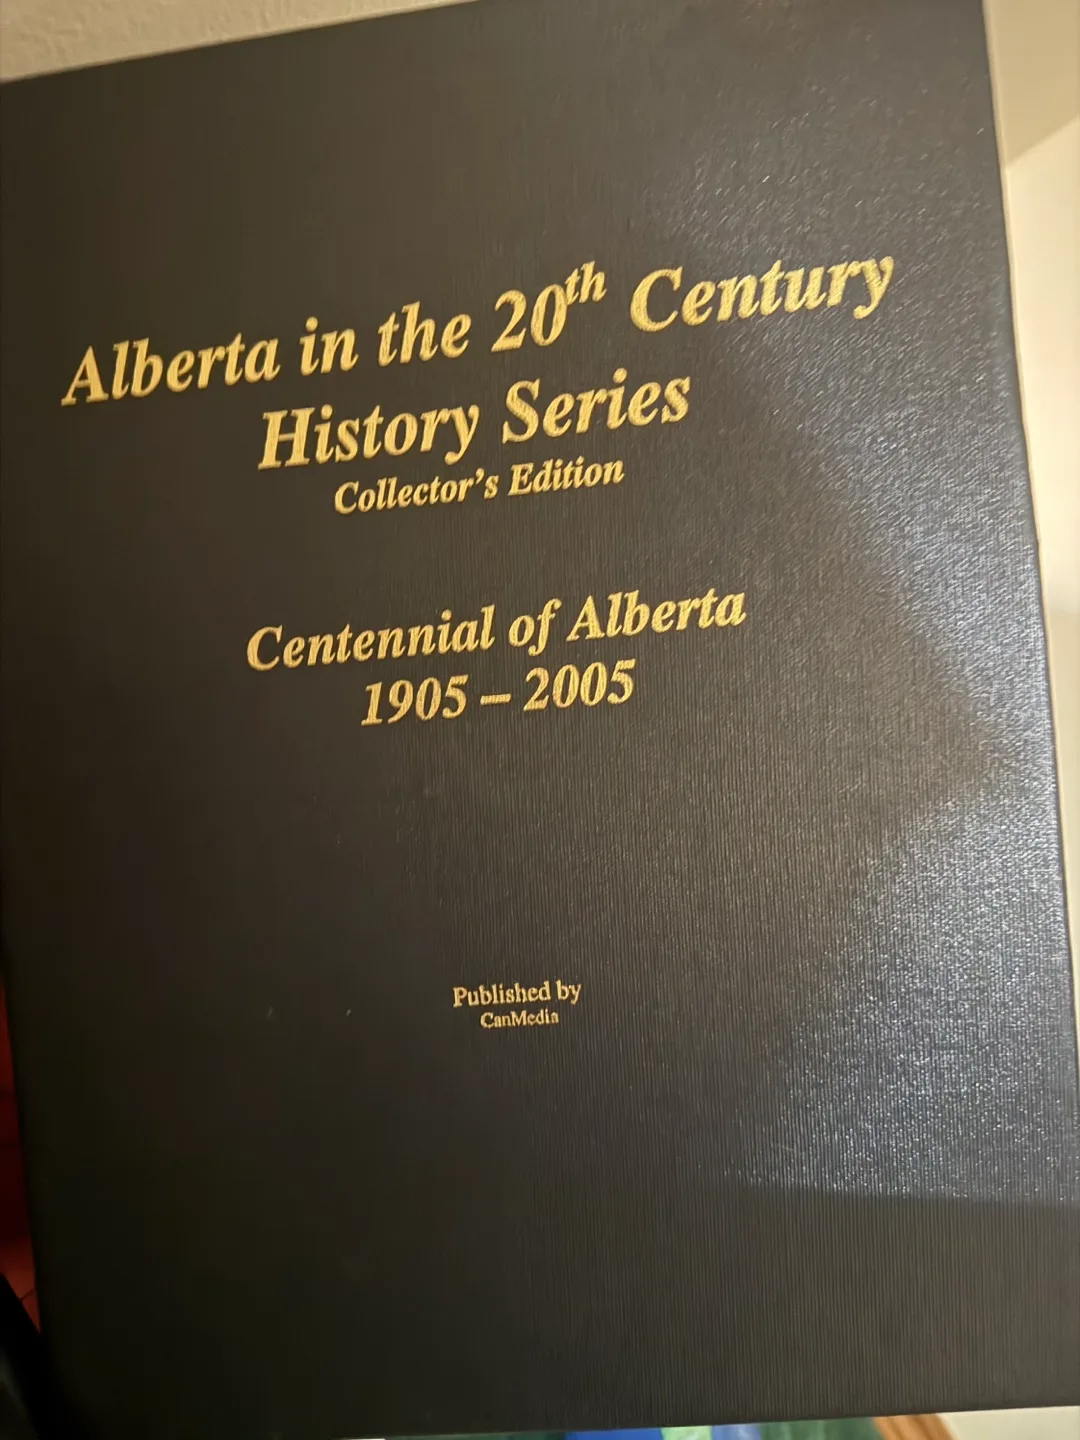 Alberta in the 20th Century
History Series
Collector's Edition
Centennial of Alberta
1905 – 2005
Published by
CanMedia